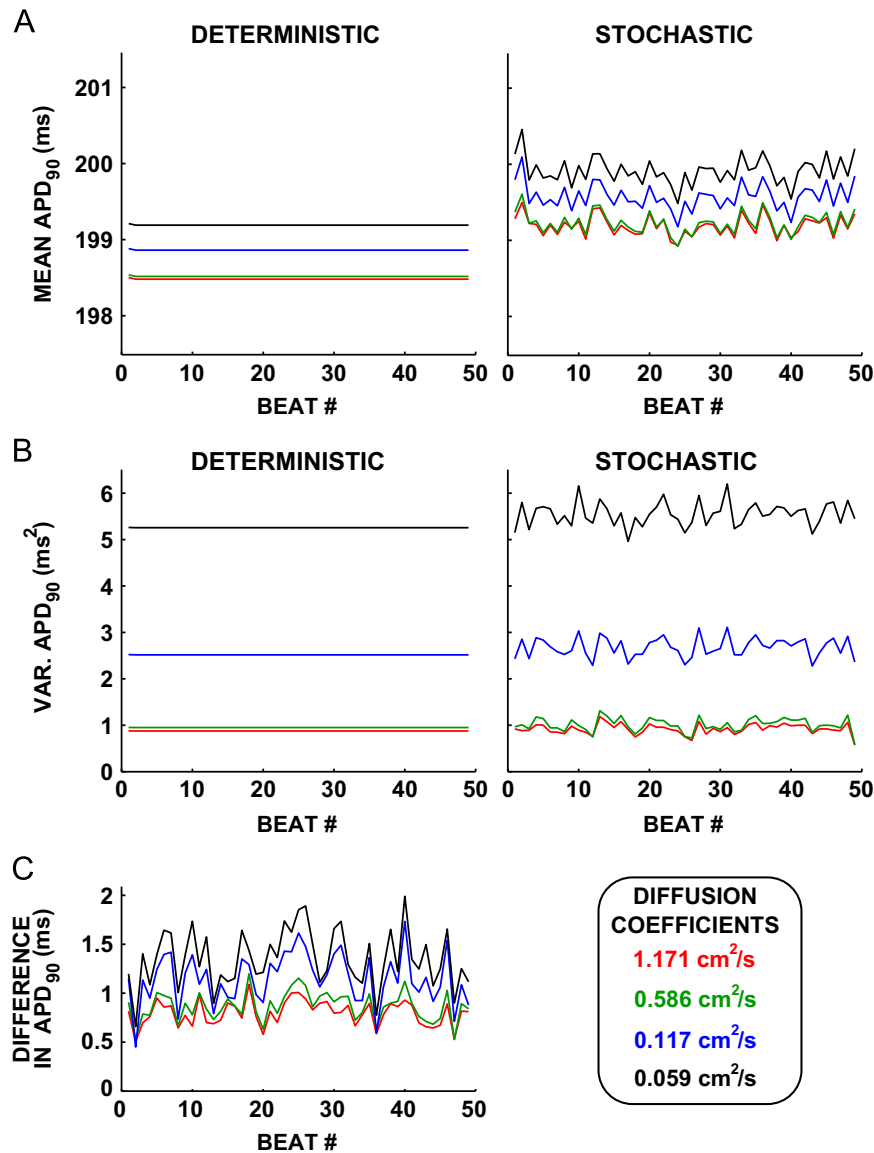 A
DETERMINISTIC
STOCHASTIC
MEAN APD90 (ms)
201
200
199
198
0 10 20 30 40 50
BEAT #
0 10 20 30 40 50
BEAT #
B
DETERMINISTIC
STOCHASTIC
VAR. APD90 (ms2)
6
5
4
3
2
1
0
0 10 20 30 40 50
BEAT #
0 10 20 30 40 50
BEAT #
C
DIFFERENCE
IN APD90 (ms)
2
1.5
1
0.5
0
0 10 20 30 40 50
BEAT #
DIFFUSION
COEFFICIENTS
1.171 cm2/s
0.586 cm2/s
0.117 cm2/s
0.059 cm2/s